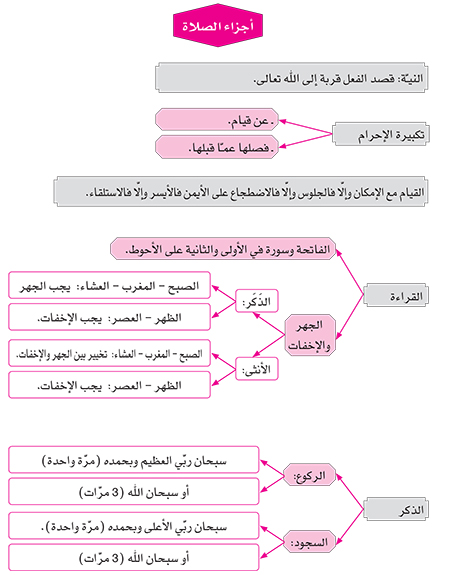 أجزاء الصلاة
النيّة: قصد الفعل قربة إلى الله تعالى.
تكبيرة الإحرام
ـ عن قيام.
ـ فصلها عمّا قبلها.
القيام مع الإمكان وإلّا فالجلوس وإلّا فالاضطجاع على الأيمن فالأيسر وإلّا فالاستلقاء.
القراءة
الفاتحة وسورة في الأولى والثانية على الأحوط.
الجهر
والإخفات
الذَكَر:
الصبح – المغرب – العشاء: يجب الجهر
الظهر – العصر: يجب الإخفات.
الأنثى:
الصبح – المغرب – العشاء: تخيير بين الجهر والإخفات.
الظهر – العصر: يجب الإخفات.
الذكر
الركوع:
سبحان ربّي العظيم وبحمده (مرّة واحدة)
أو سبحان الله (3 مرّات)
السجود:
سبحان ربّي الأعلى وبحمده (مرّة واحدة).
أو سبحان الله (3 مرّات)